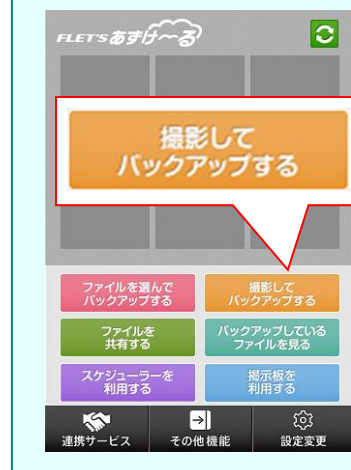 FLET'S あずけ〜る
撮影して
バックアップする
ファイルを選んで
バックアップする
撮影して
バックアップする
ファイルを
共有する
バックアップしている
ファイルを見る
スケジューラーを
利用する
掲示板を
利用する
連携サービス
その他機能
設定変更